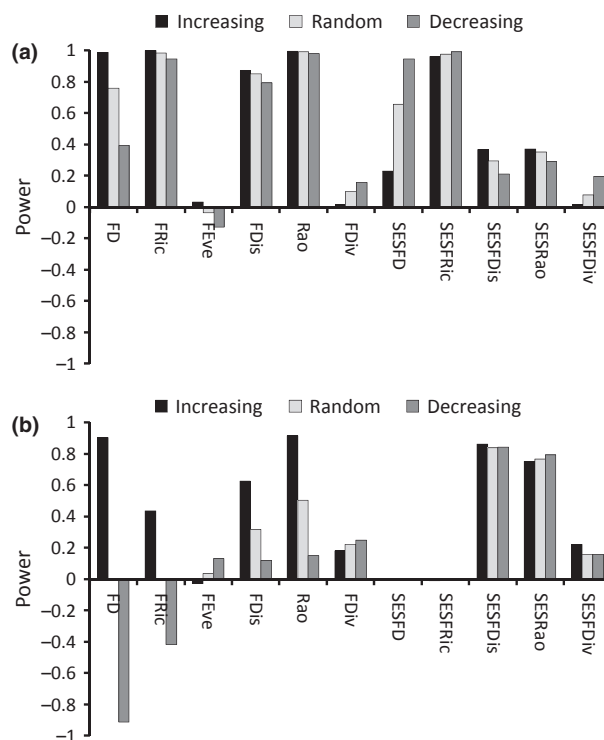 Increasing Random Decreasing
(a)
1
0.8
0.6
0.4
0.2
0
–0.2
–0.4
–0.6
–0.8
–1
Power
FD FRic FEve FDis Rao FDiv SESFD SESFRic SESFDis SESRao SESFDiv
Increasing Random Decreasing
(b)
1
0.8
0.6
0.4
0.2
0
–0.2
–0.4
–0.6
–0.8
–1
Power
FD FRic FEve FDis Rao FDiv SESFD SESFRic SESFDis SESRao SESFDiv